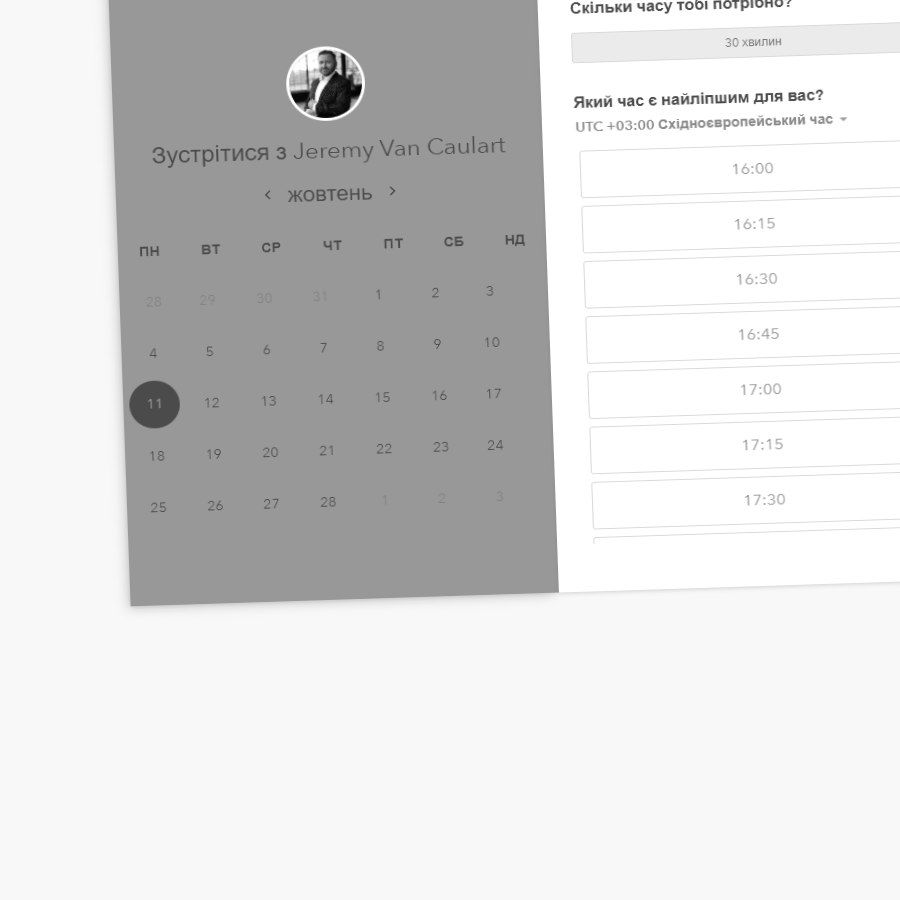 Зустрітися з Jeremy Van Caulart
‹ жовтень ›
ПН ВТ СР ЧТ ПТ СБ НД
28 29 30 31 1 2 3
4 5 6 7 8 9 10
11 12 13 14 15 16 17
18 19 20 21 22 23 24
25 26 27 28 1 2 3
Скільки часу тобі потрібно?
30 хвилин
Який час є найліпшим для вас?
UTC +03:00 Східноєвропейський час
16:00
16:15
16:30
16:45
17:00
17:15
17:30